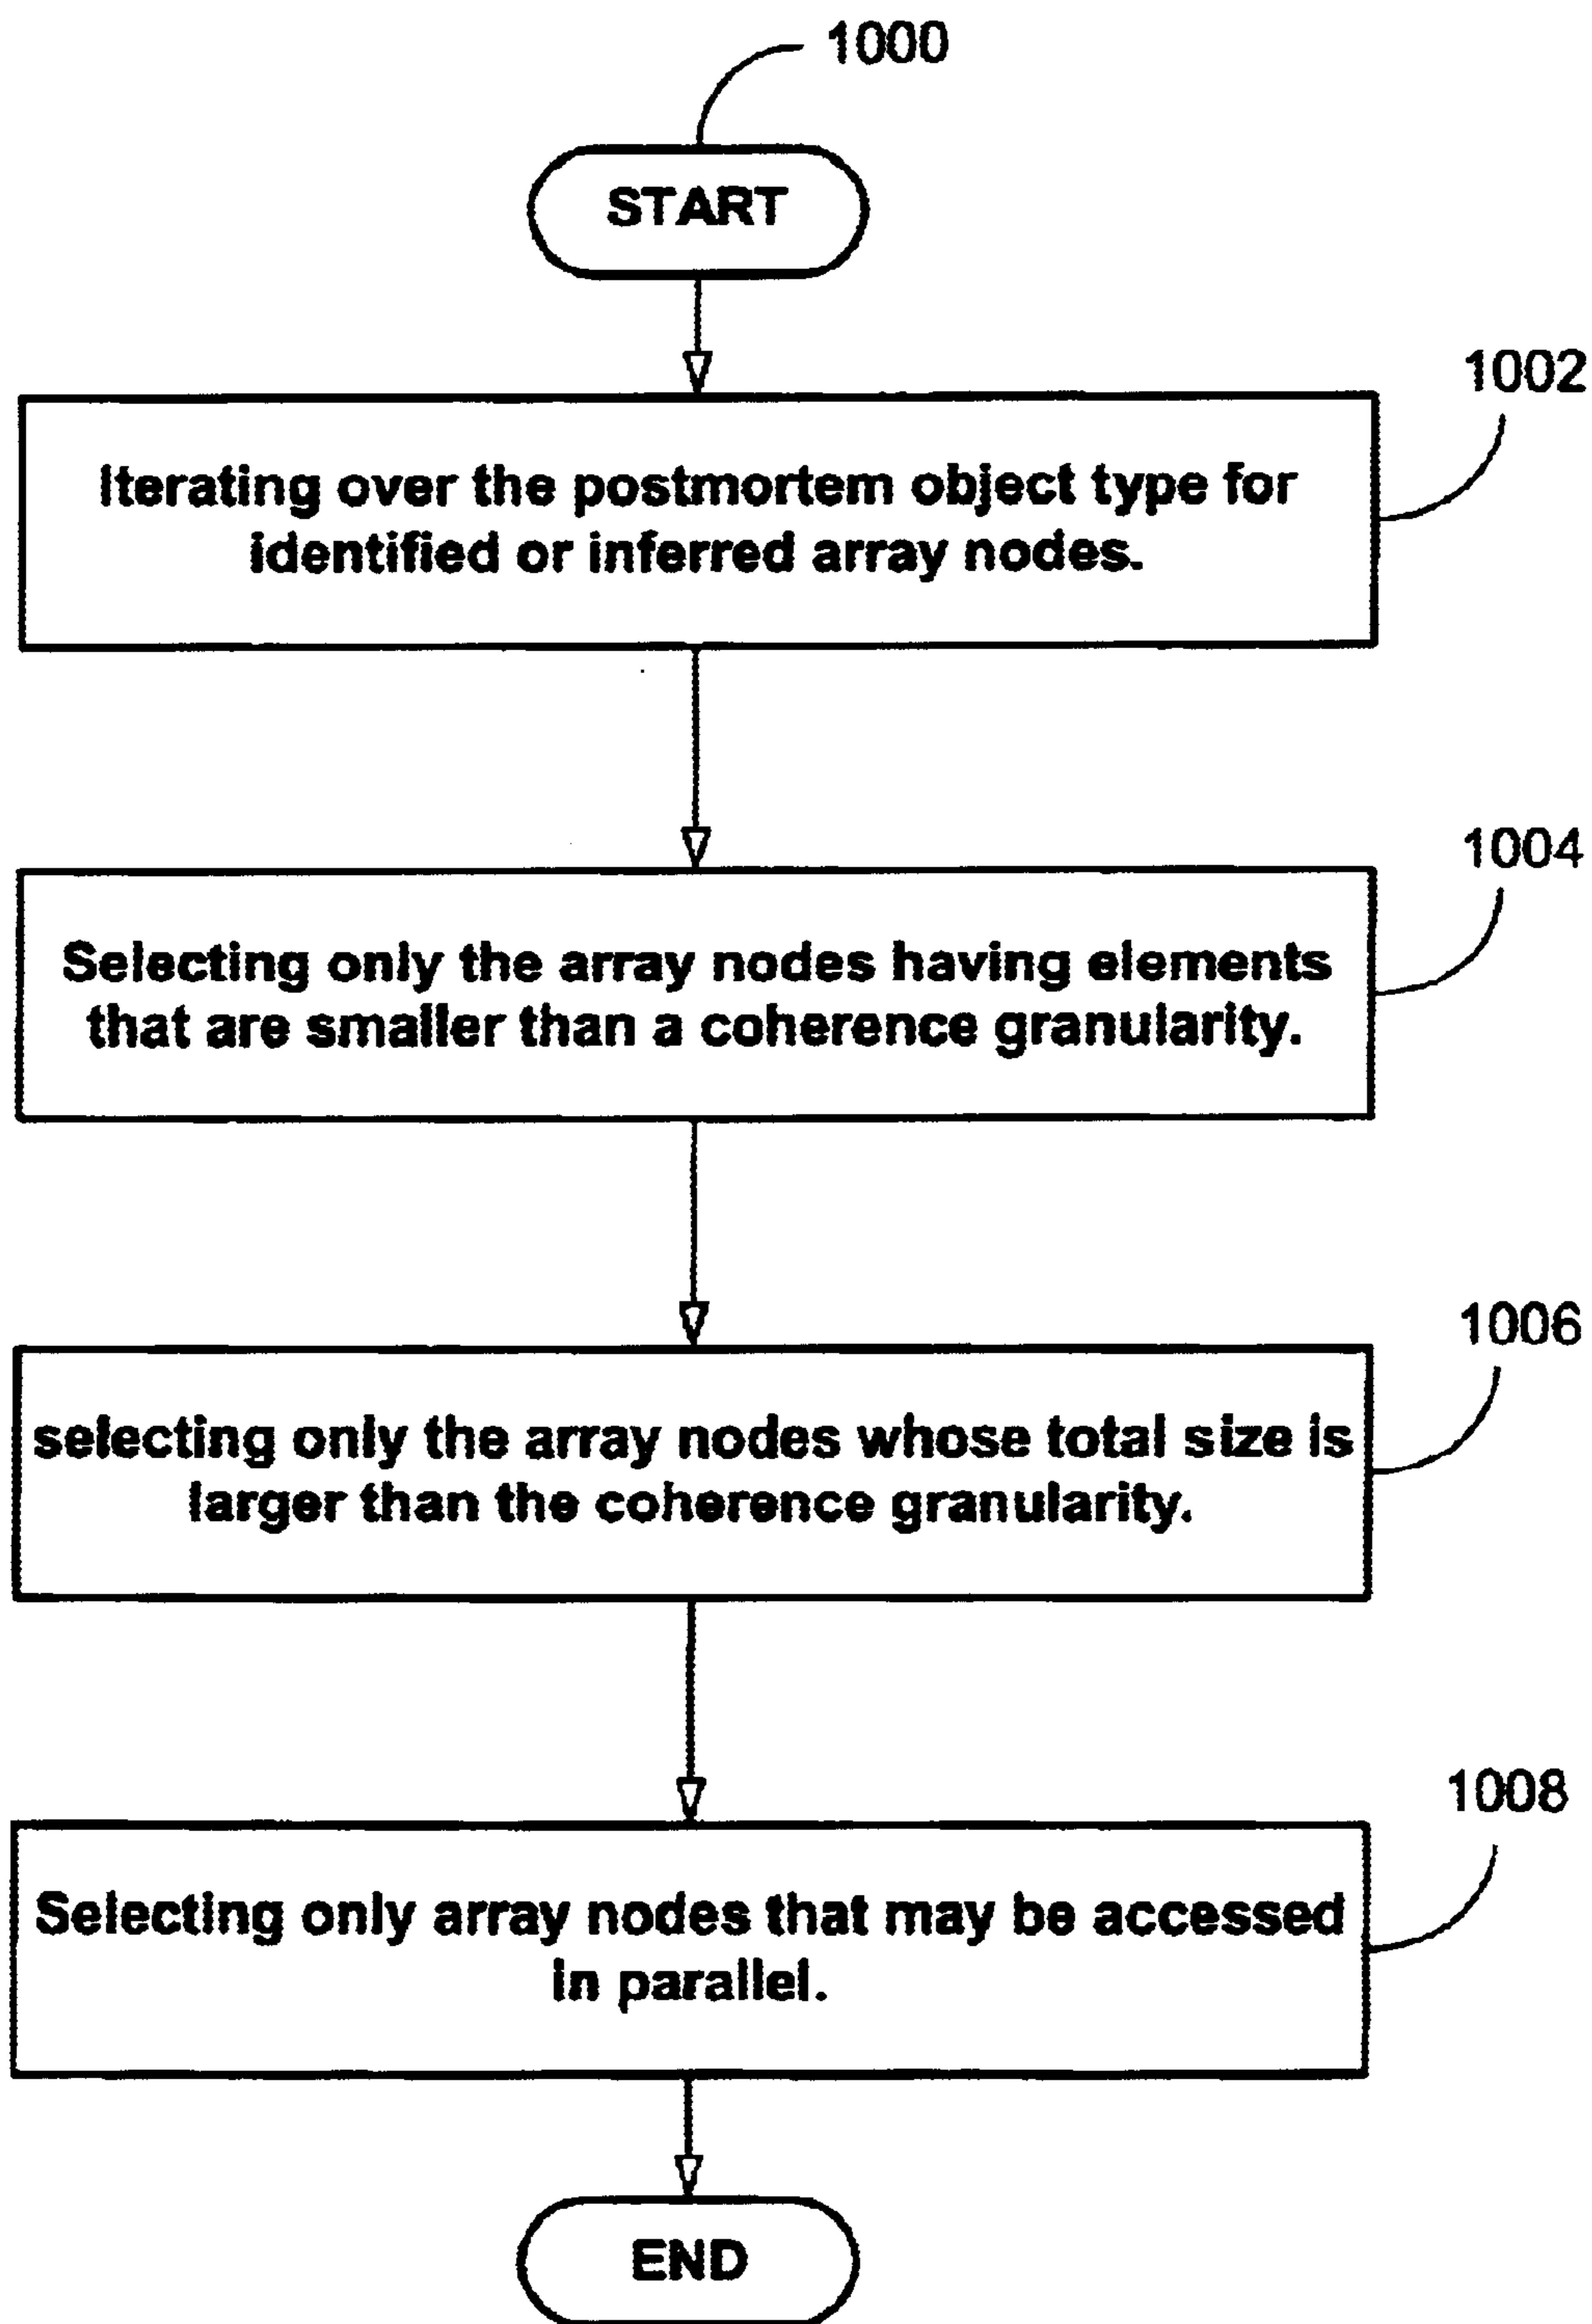 1000
START
1002
Iterating over the postmortem object type for
identified or inferred array nodes.
1004
Selecting only the array nodes having elements
that are smaller than a coherence granularity.
1006
selecting only the array nodes whose total size is
larger than the coherence granularity.
1008
Selecting only array nodes that may be accessed
in parallel.
END